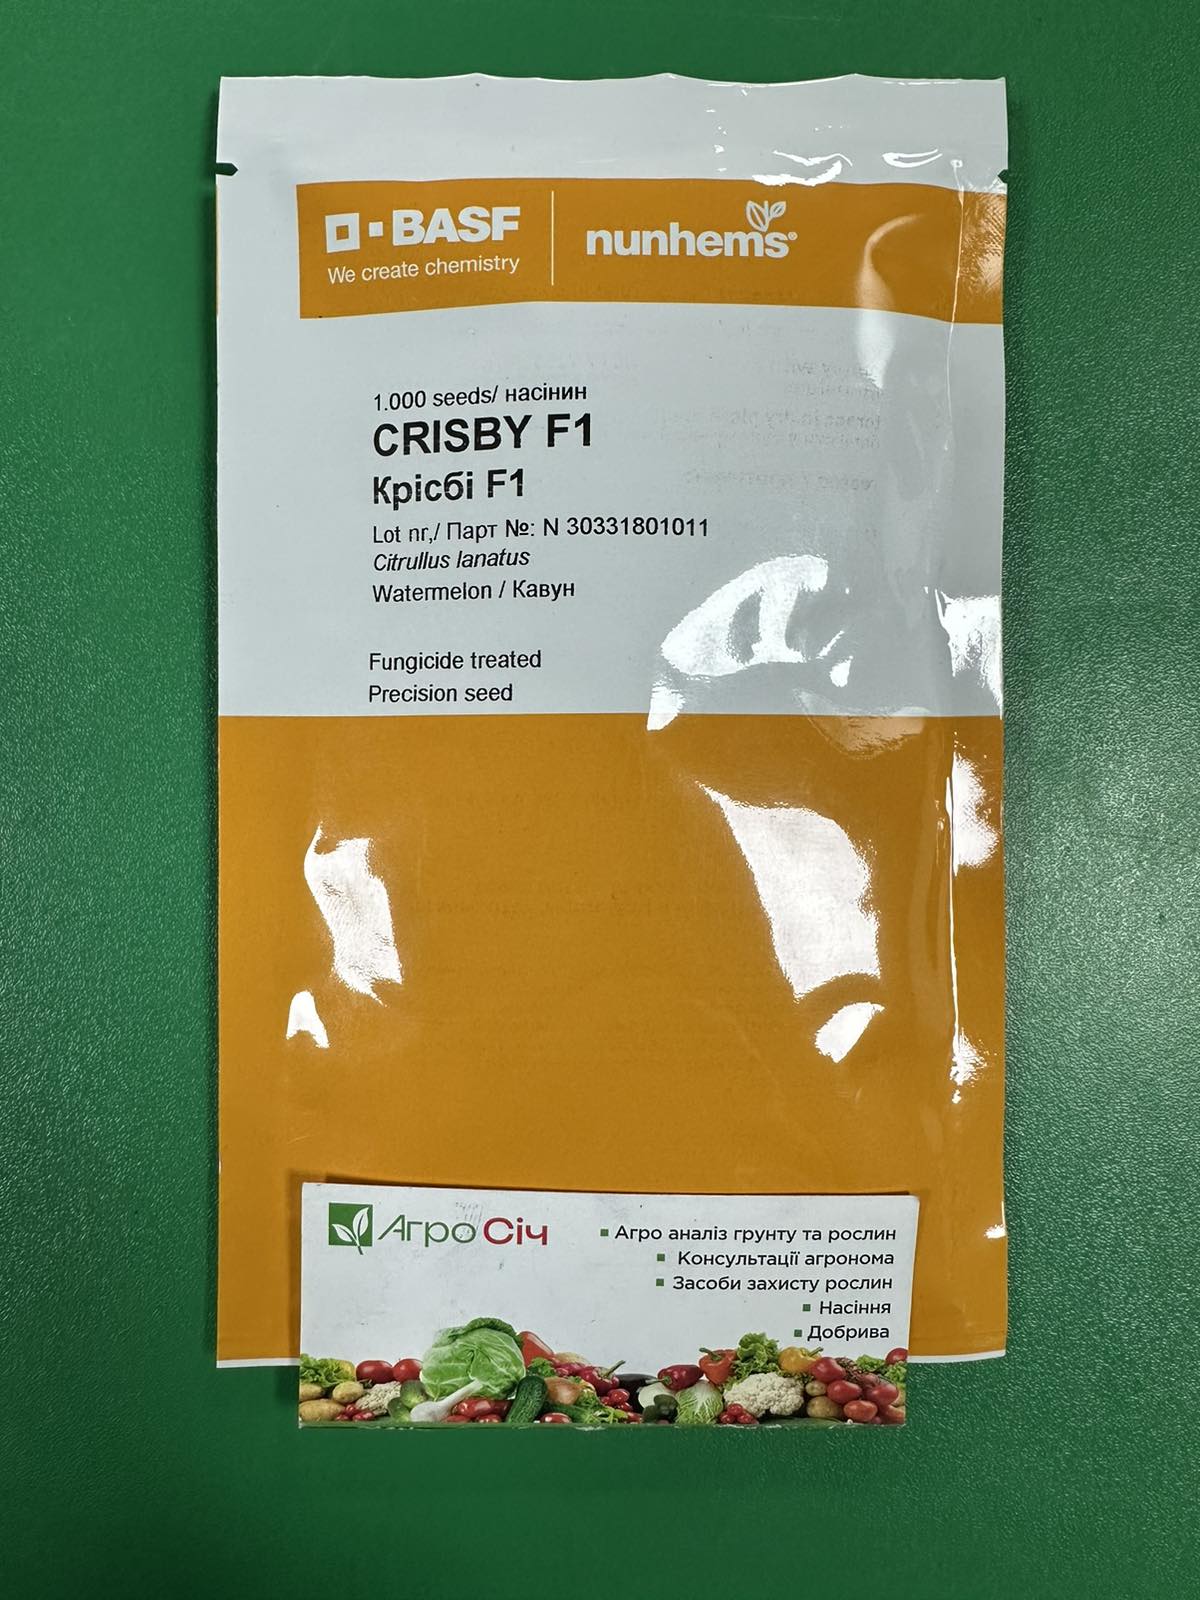 BASF
We create chemistry
nunhems®
1.000 seeds/ насінин
CRISBY F1
Крісбі F1
Lot nr,/ Парт №: N 30331801011
Citrullus lanatus
Watermelon / Кавун
Fungicide treated
Precision seed
АгроСіч
Агро аналіз грунту та рослин
Консультації агронома
Засоби захисту рослин
Насіння
Добрива